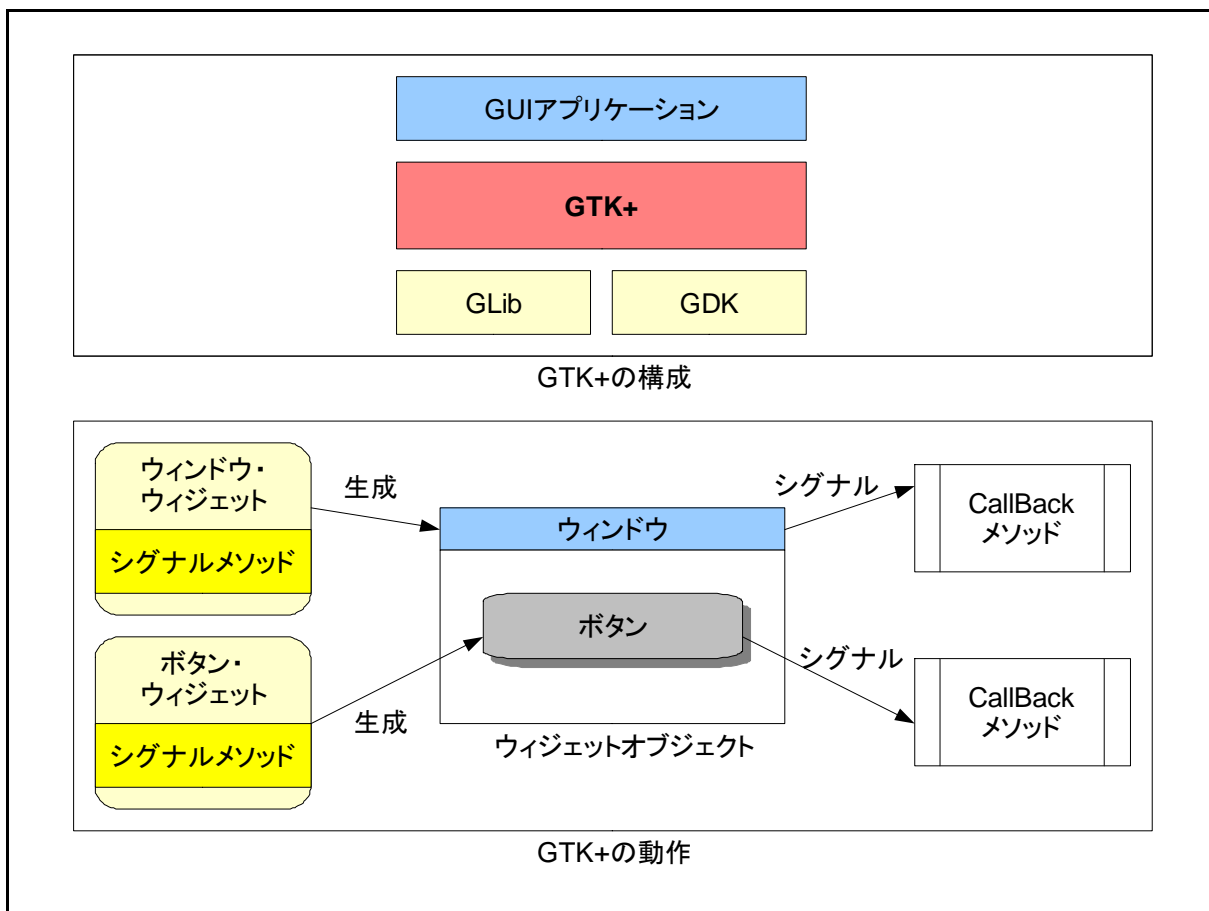 GUIアプリケーション
GTK+
GLib
GDK
GTK+の構成
ウィンドウ・
ウィジェット
シグナルメソッド
生成
ウィンドウ
シグナル
CallBack
メソッド
ボタン・
ウィジェット
シグナルメソッド
生成
ボタン
シグナル
CallBack
メソッド
ウィジェットオブジェクト
GTK+の動作